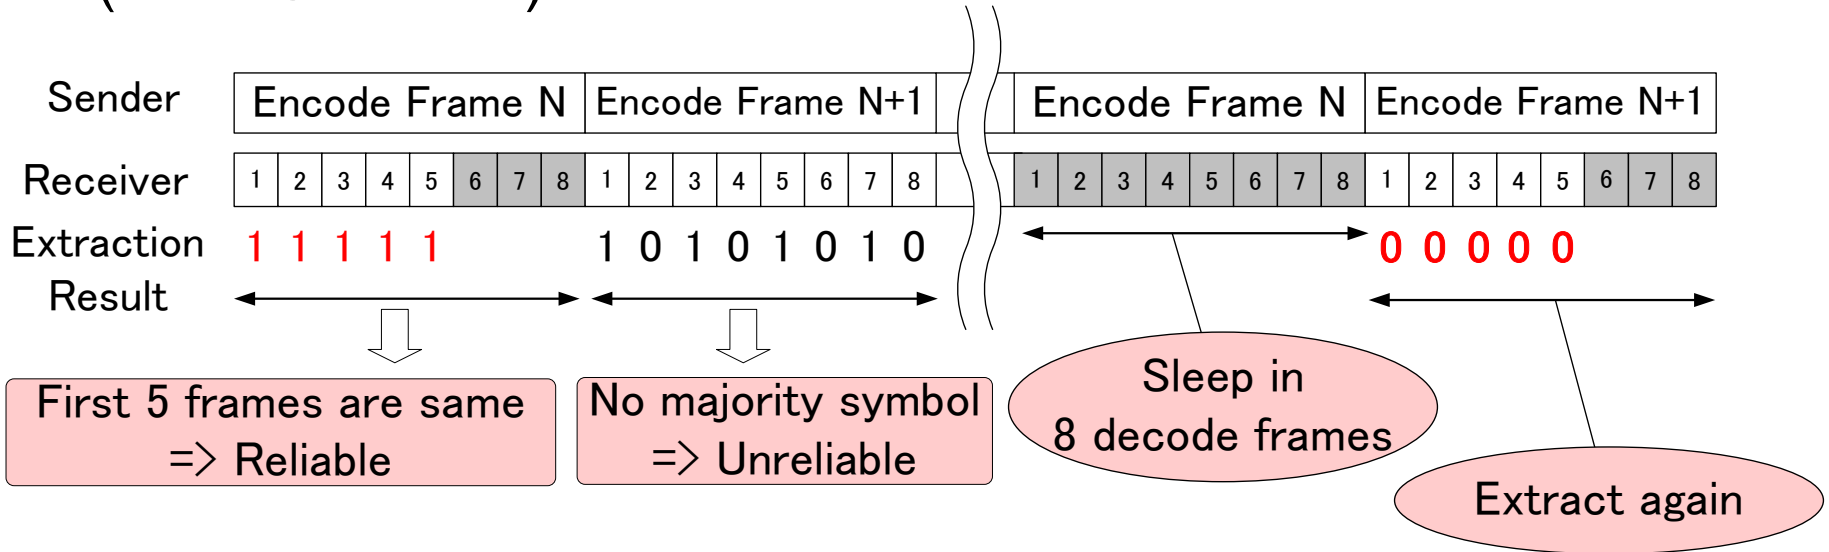 Sender
Encode Frame N
Encode Frame N+1
Encode Frame N
Encode Frame N+1
Receiver
1 2 3 4 5 6 7 8
1 2 3 4 5 6 7 8
1 2 3 4 5 6 7 8
1 2 3 4 5 6 7 8
Extraction
Result
1 1 1 1 1
1 0 1 0 1 0 1 0
0 0 0 0 0
First 5 frames are same
=> Reliable
No majority symbol
=> Unreliable
Sleep in
8 decode frames
Extract again